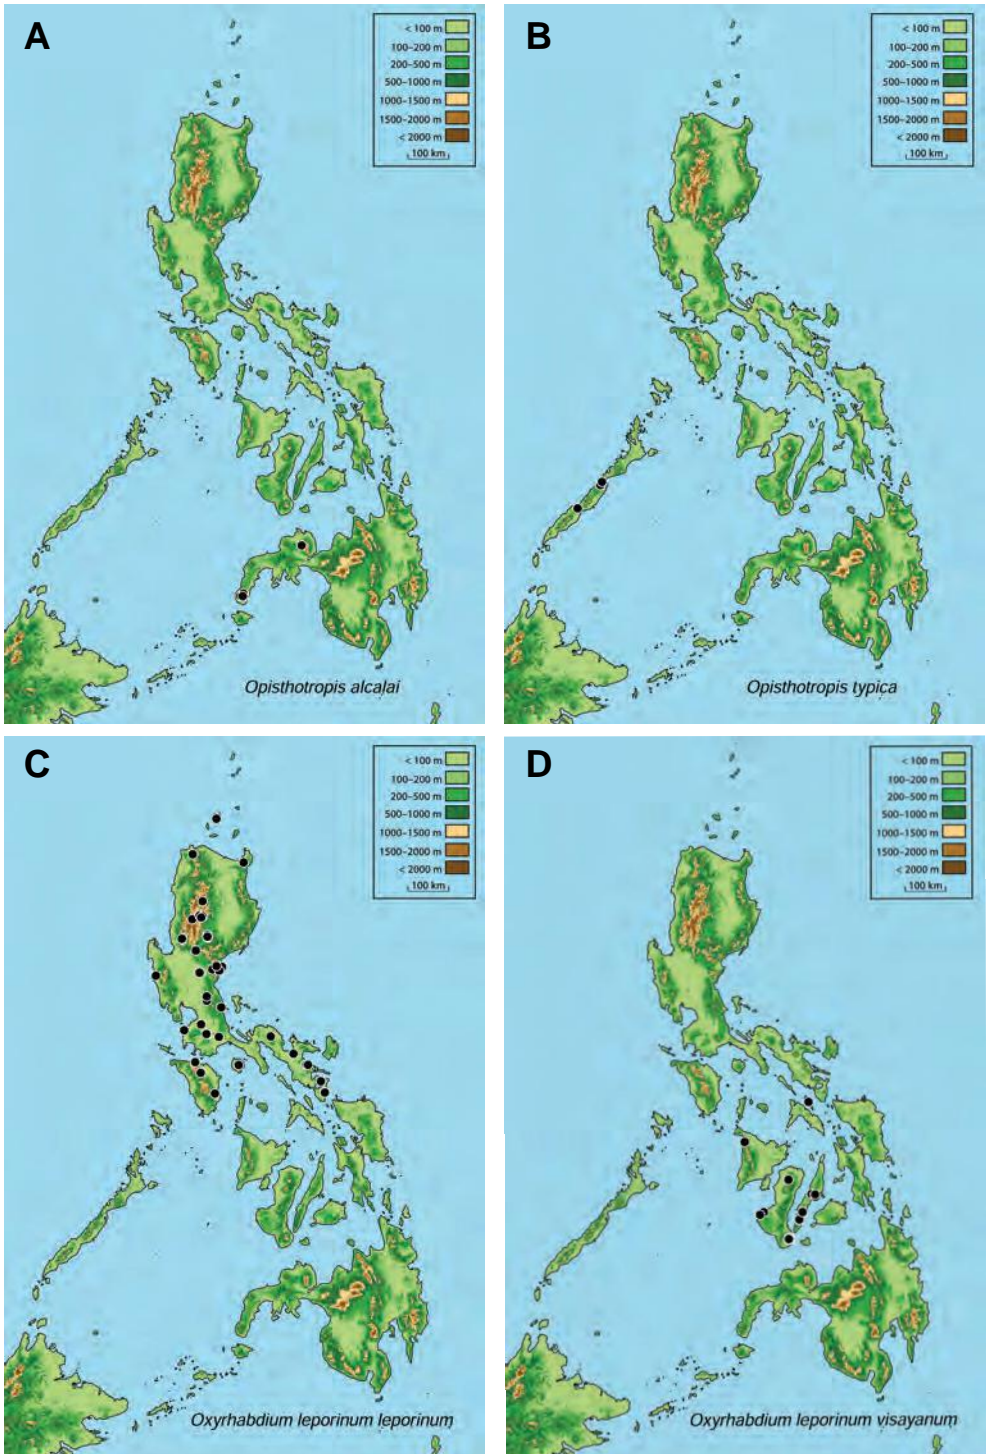 A
< 100 m
100–200 m
200–500 m
500–1000 m
1000–1500 m
1500–2000 m
< 2000 m
100 km
Opisthotropis alcalai
B
< 100 m
100–200 m
200–500 m
500–1000 m
1000–1500 m
1500–2000 m
< 2000 m
100 km
Opisthotropis typica
C
< 100 m
100–200 m
200–500 m
500–1000 m
1000–1500 m
1500–2000 m
< 2000 m
100 km
Oxyrhabdium leporinum leporinum
D
< 100 m
100–200 m
200–500 m
500–1000 m
1000–1500 m
1500–2000 m
< 2000 m
100 km
Oxyrhabdium leporinum visayanum